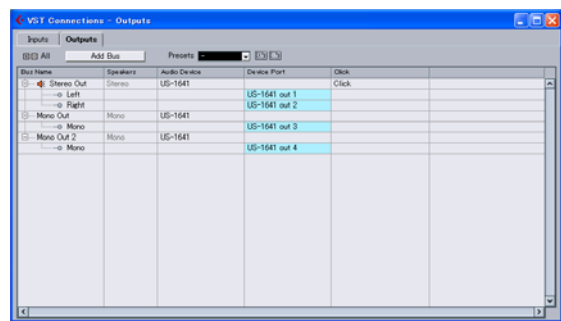 VST Connections - Outputs
Inputs Outputs
All Add Bus Presets -
Bus Name Speakers Audio Device Device Port Click
Stereo Out Stereo US-1641 Click
Left US-1641 out 1
Right US-1641 out 2
Mono Out Mono US-1641
Mono US-1641 out 3
Mono Out 2 Mono US-1641
Mono US-1641 out 4